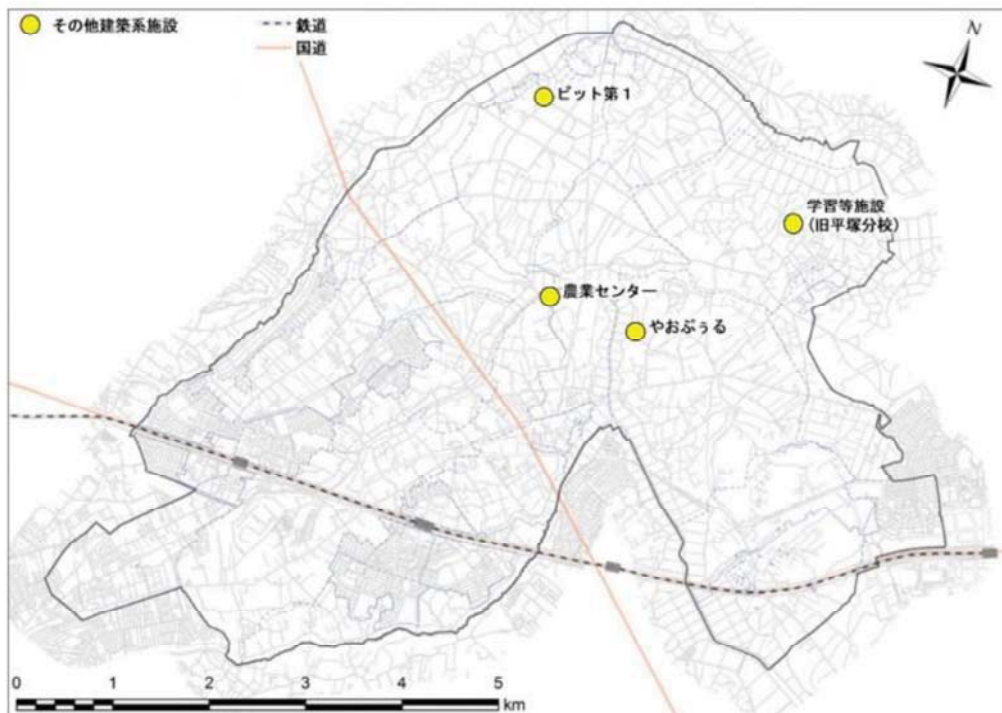 その他建築系施設
鉄道
国道
N
ピット第1
学習等施設
(旧平塚分校)
農業センター
やおぷぅる
0 1 2 3 4 5
km